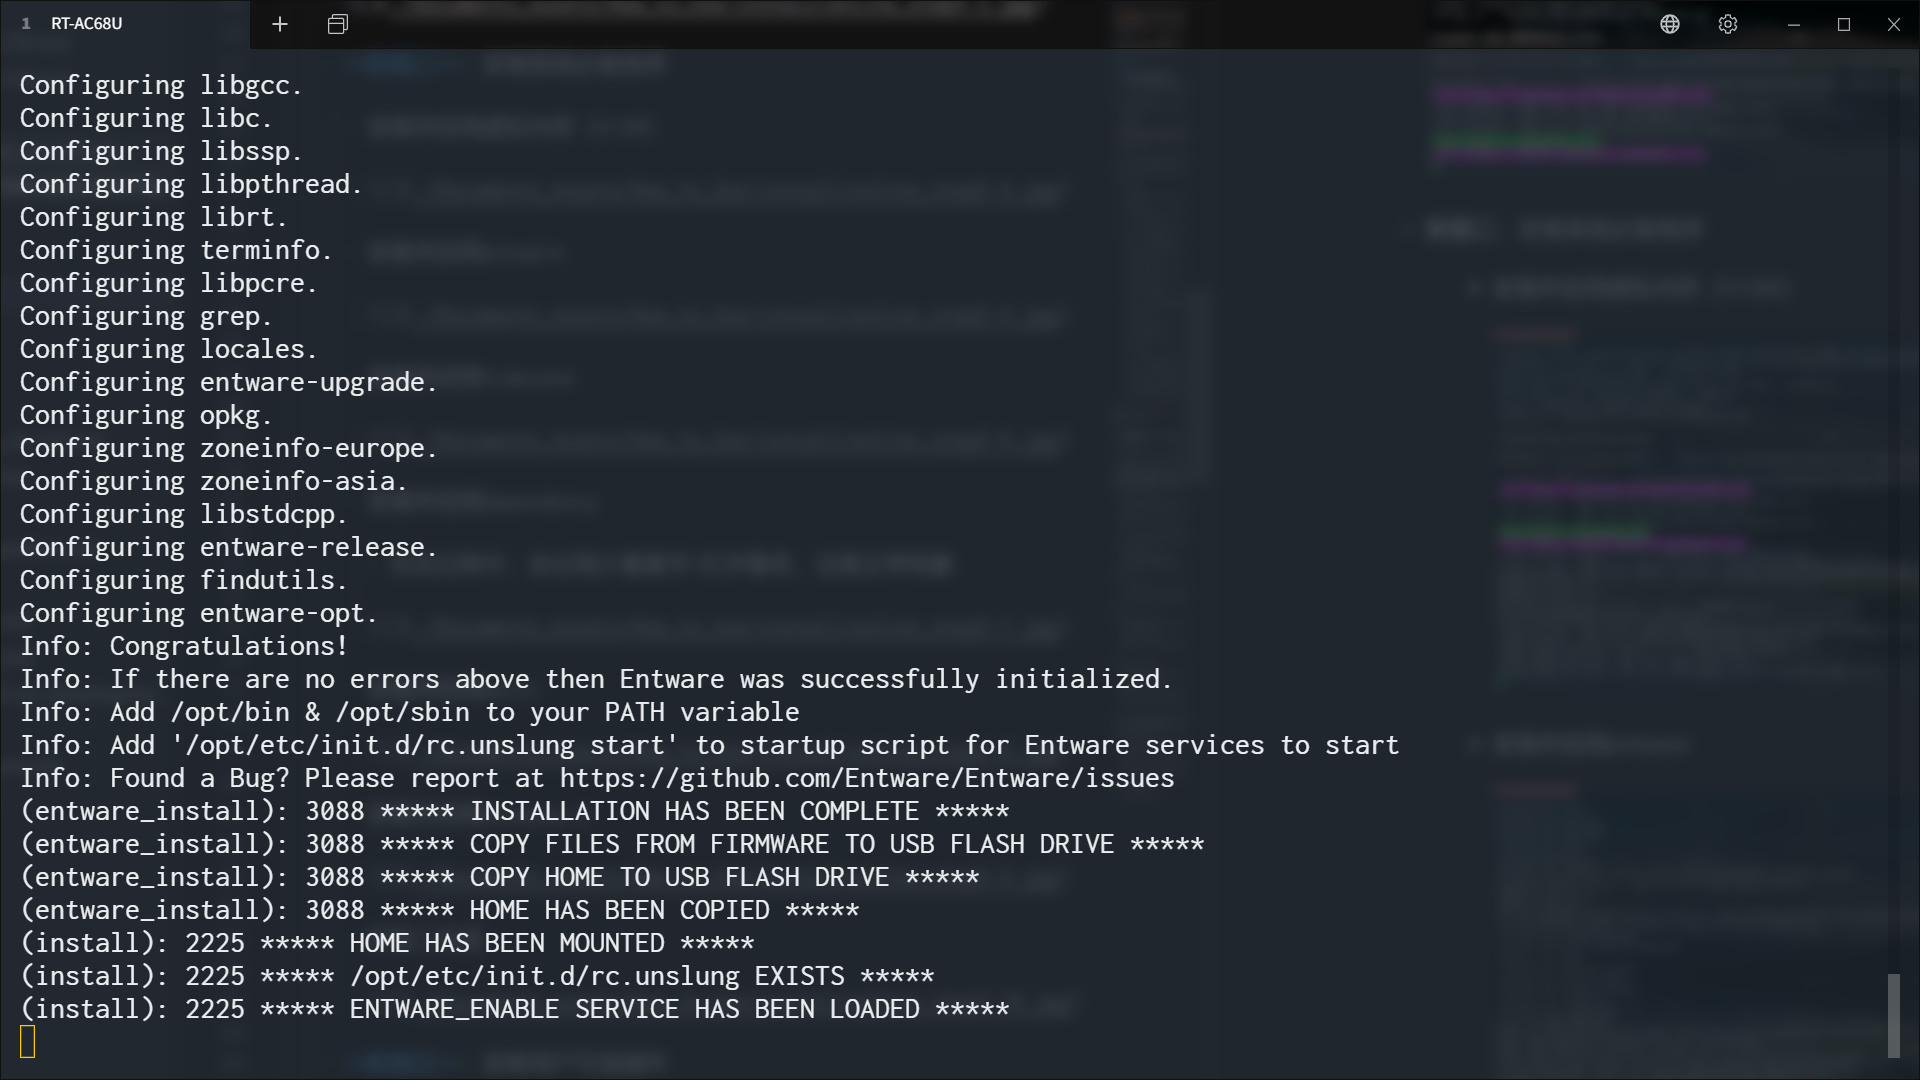 1 RT-AC68U
Configuring libgcc.
Configuring libc.
Configuring libssp.
Configuring libpthread.
Configuring librt.
Configuring terminfo.
Configuring libpcre.
Configuring grep.
Configuring locales.
Configuring entware-upgrade.
Configuring opkg.
Configuring zoneinfo-europe.
Configuring zoneinfo-asia.
Configuring libstdcpp.
Configuring entware-release.
Configuring findutils.
Configuring entware-opt.
Info: Congratulations!
Info: If there are no errors above then Entware was successfully initialized.
Info: Add /opt/bin & /opt/sbin to your PATH variable
Info: Add '/opt/etc/init.d/rc.unslung start' to startup script for Entware services to start
Info: Found a Bug? Please report at https://github.com/Entware/Entware/issues
(entware_install): 3088 ***** INSTALLATION HAS BEEN COMPLETE *****
(entware_install): 3088 ***** COPY FILES FROM FIRMWARE TO USB FLASH DRIVE *****
(entware_install): 3088 ***** COPY HOME TO USB FLASH DRIVE *****
(entware_install): 3088 ***** HOME HAS BEEN COPIED *****
(install): 2225 ***** HOME HAS BEEN MOUNTED *****
(install): 2225 ***** /opt/etc/init.d/rc.unslung EXISTS *****
(install): 2225 ***** ENTWARE_ENABLE SERVICE HAS BEEN LOADED *****